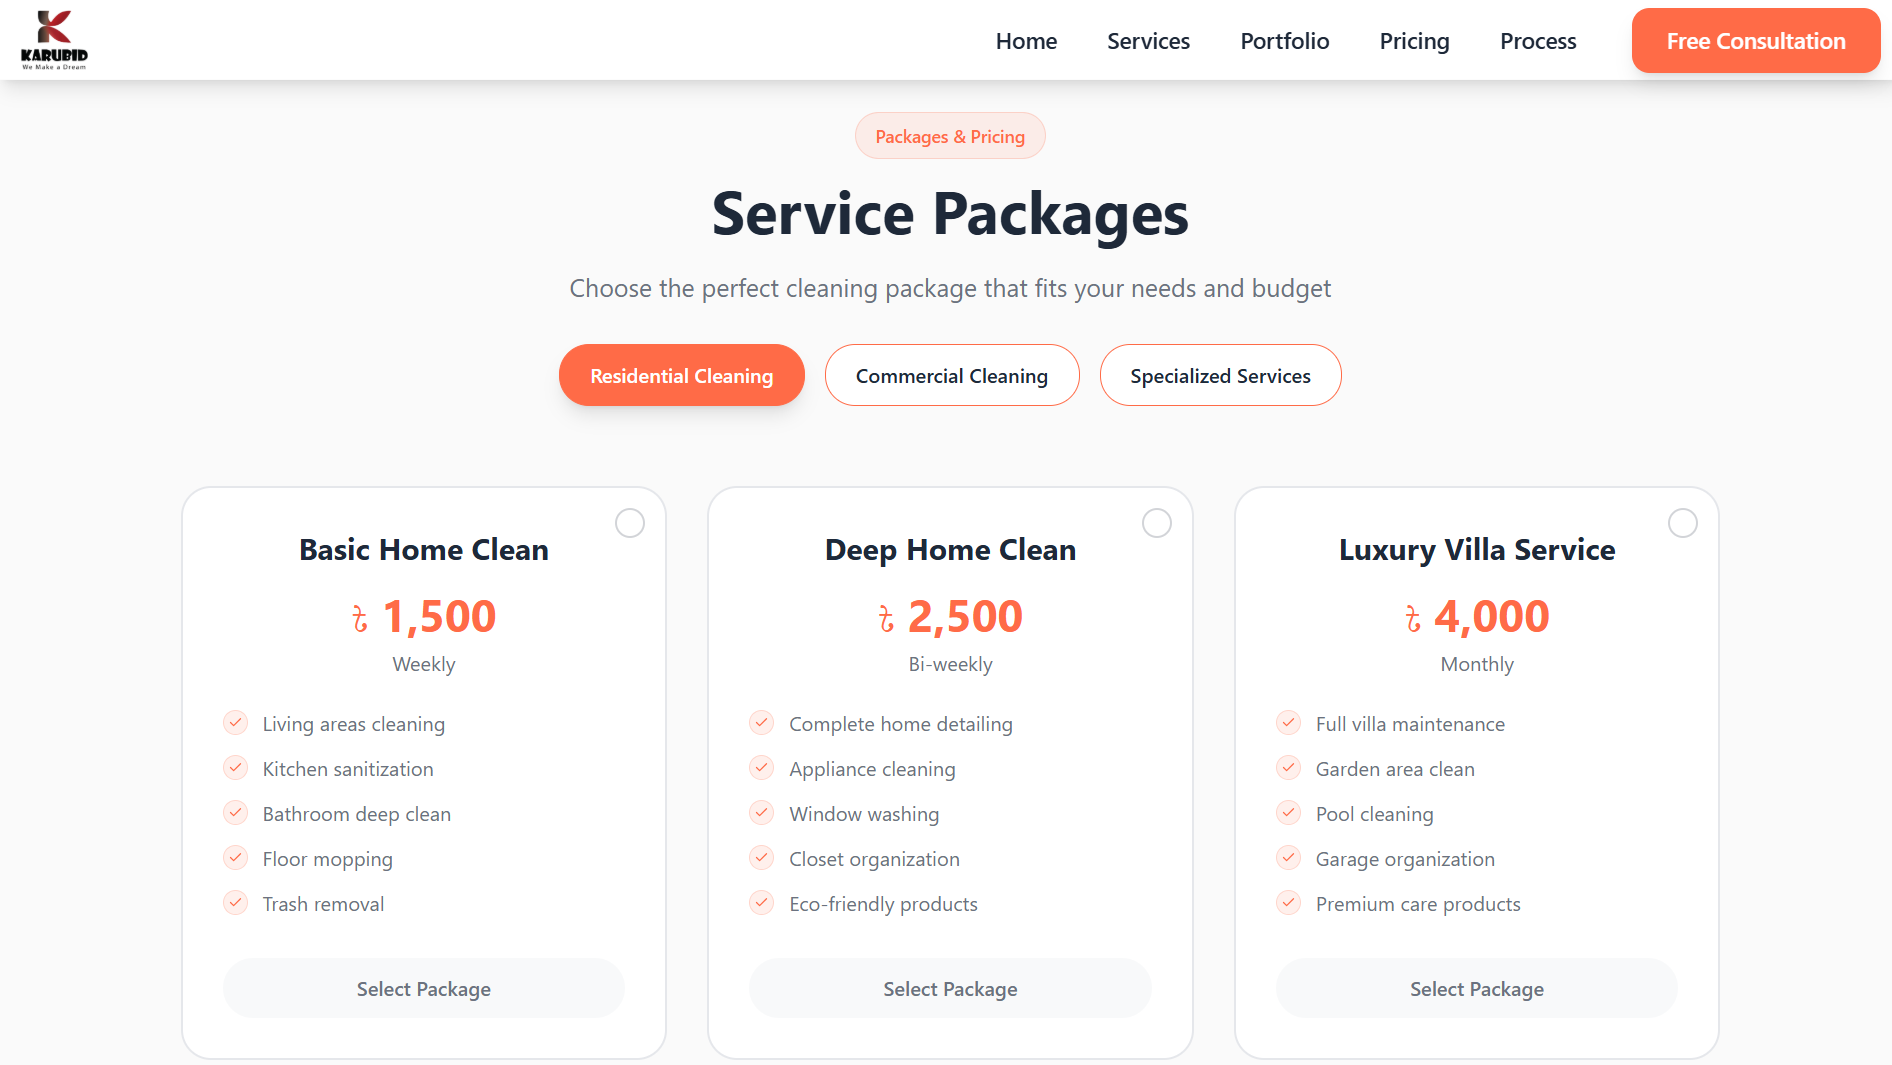 KARUBID
We Make a Dream
Home
Services
Portfolio
Pricing
Process
Free Consultation
Packages & Pricing
Service Packages
Choose the perfect cleaning package that fits your needs and budget
Residential Cleaning
Commercial Cleaning
Specialized Services
Basic Home Clean
৳ 1,500
Weekly
Living areas cleaning
Kitchen sanitization
Bathroom deep clean
Floor mopping
Trash removal
Select Package
Deep Home Clean
৳ 2,500
Bi-weekly
Complete home detailing
Appliance cleaning
Window washing
Closet organization
Eco-friendly products
Select Package
Luxury Villa Service
৳ 4,000
Monthly
Full villa maintenance
Garden area clean
Pool cleaning
Garage organization
Premium care products
Select Package